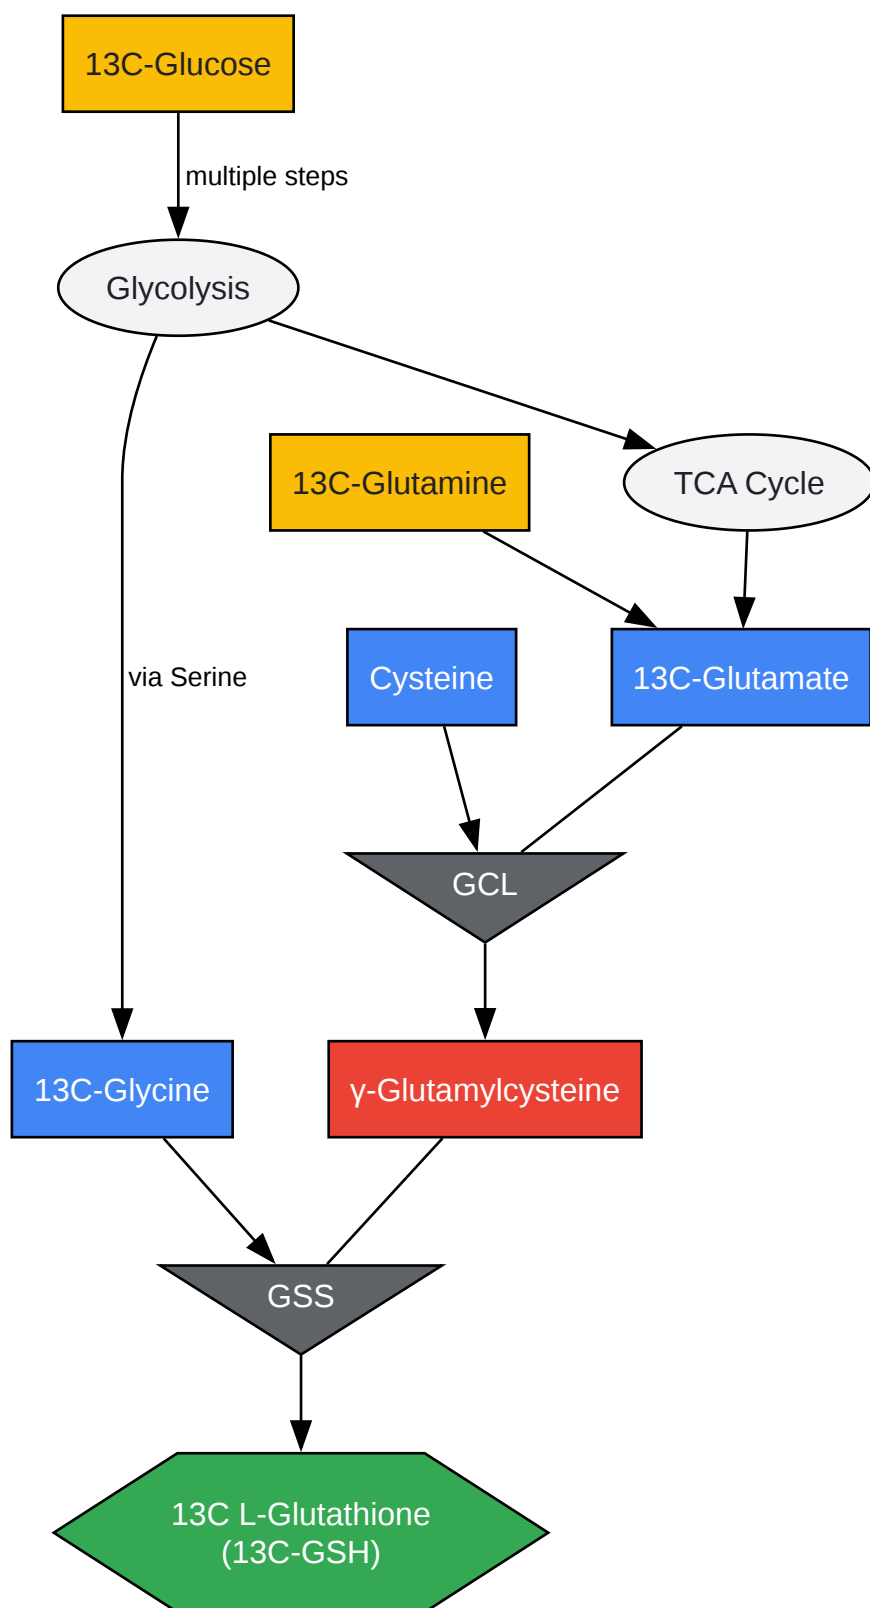 13C-Glucose
multiple steps
Glycolysis
13C-Glutamine
TCA Cycle
Cysteine
13C-Glutamate
via Serine
GCL
13C-Glycine
γ-Glutamylcysteine
GSS
13C L-Glutathione
(13C-GSH)